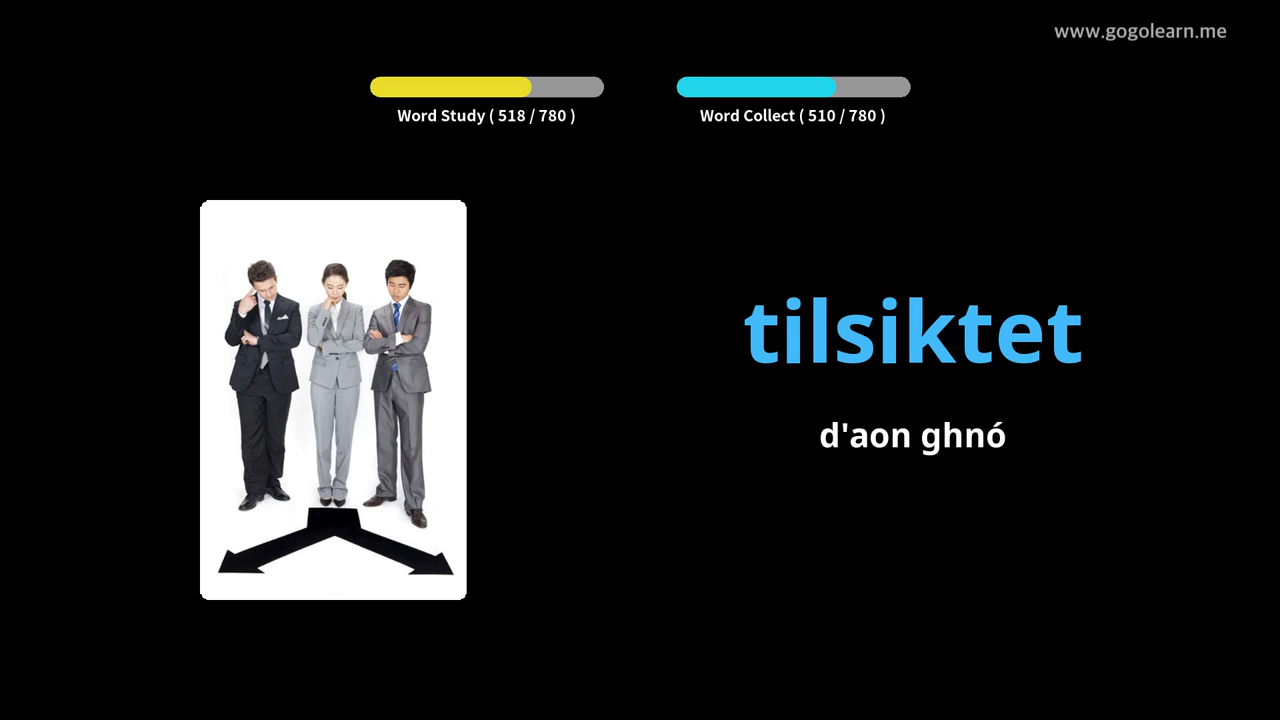 www.gogolearn.me
Word Study ( 518 / 780 )
Word Collect ( 510 / 780 )
tilsiktet
d'aon ghnó